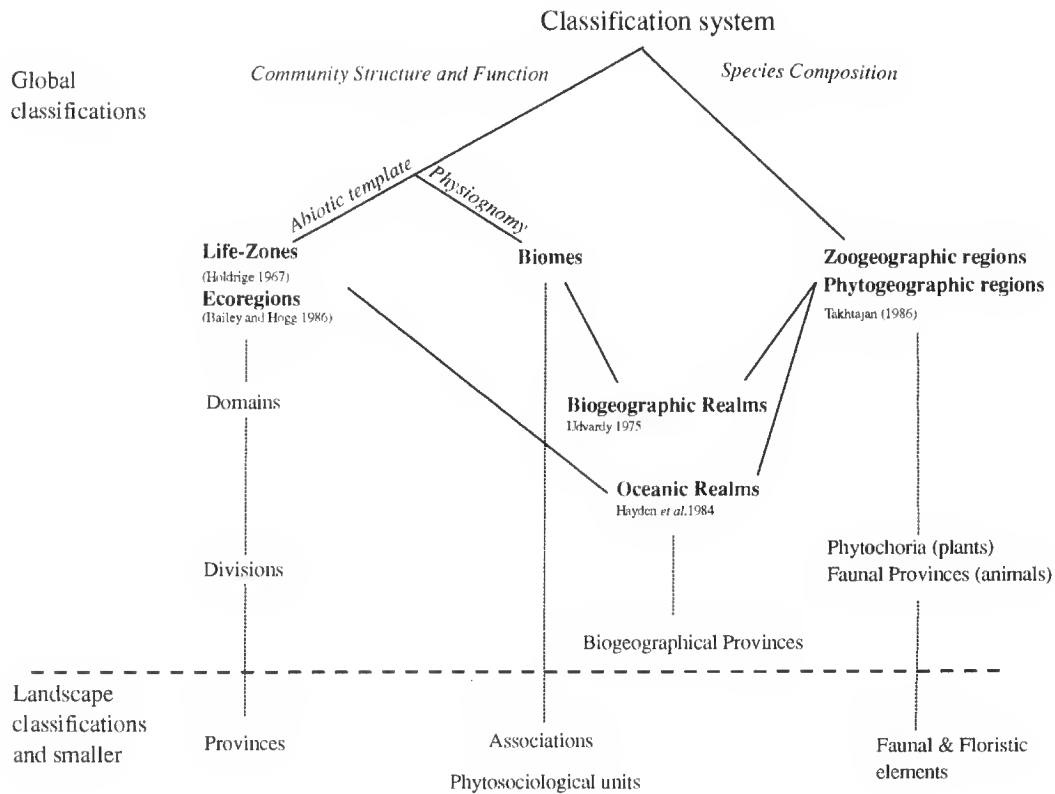 Classification system
Global
classifications
Community Structure and Function
Species Composition
Abiotic template
Physiognomy
Life-Zones
(Holdrige 1967)
Ecoregions
(Bailey and Hogg 1986)
Biomes
Zoogeographic regions
Phytogeographic regions
Takhtajan (1986)
Domains
Biogeographic Realms
Udvardy 1975
Oceanic Realms
Hayden et al.1984
Phytochoria (plants)
Faunal Provinces (animals)
Divisions
Biogeographical Provinces
Landscape
classifications
and smaller
Provinces
Associations
Phytosociological units
Faunal & Floristic
elements